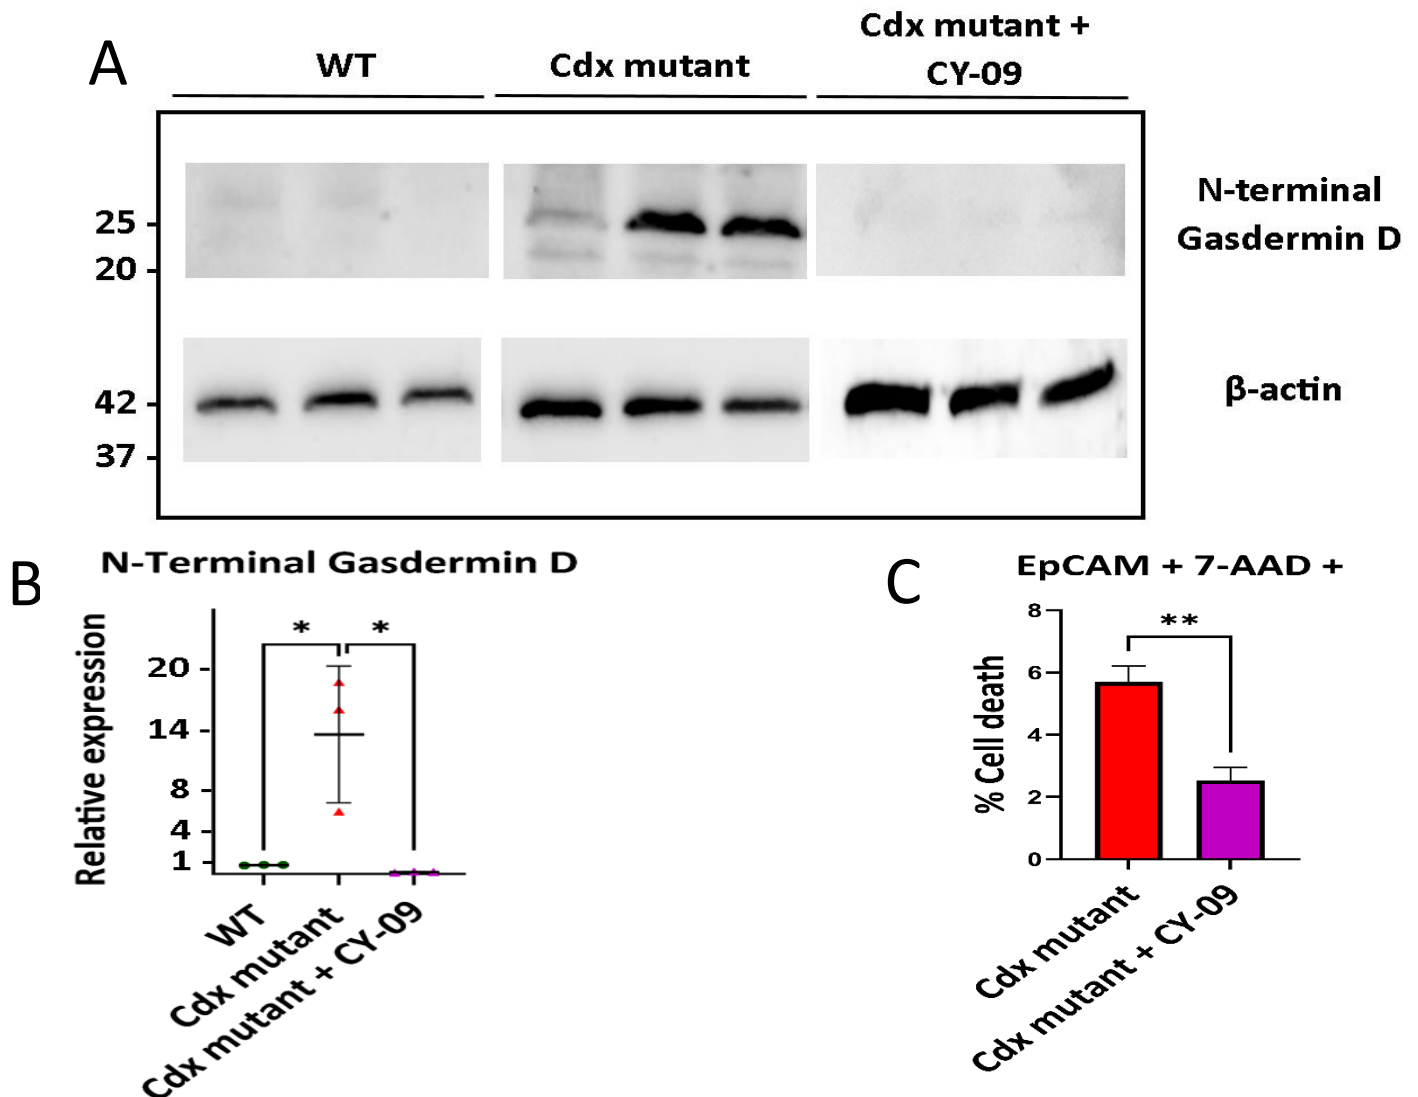 A
WT
Cdx mutant
Cdx mutant +
CY-09
25
20
N-terminal
Gasdermin D
42
37
β-actin
B
N-Terminal Gasdermin D
Relative expression
20
14
8
4
1
*
*
WT
Cdx mutant
Cdx mutant + CY-09
C
EpCAM + 7-AAD +
% Cell death
8
6
4
2
0
**
Cdx mutant
Cdx mutant + CY-09